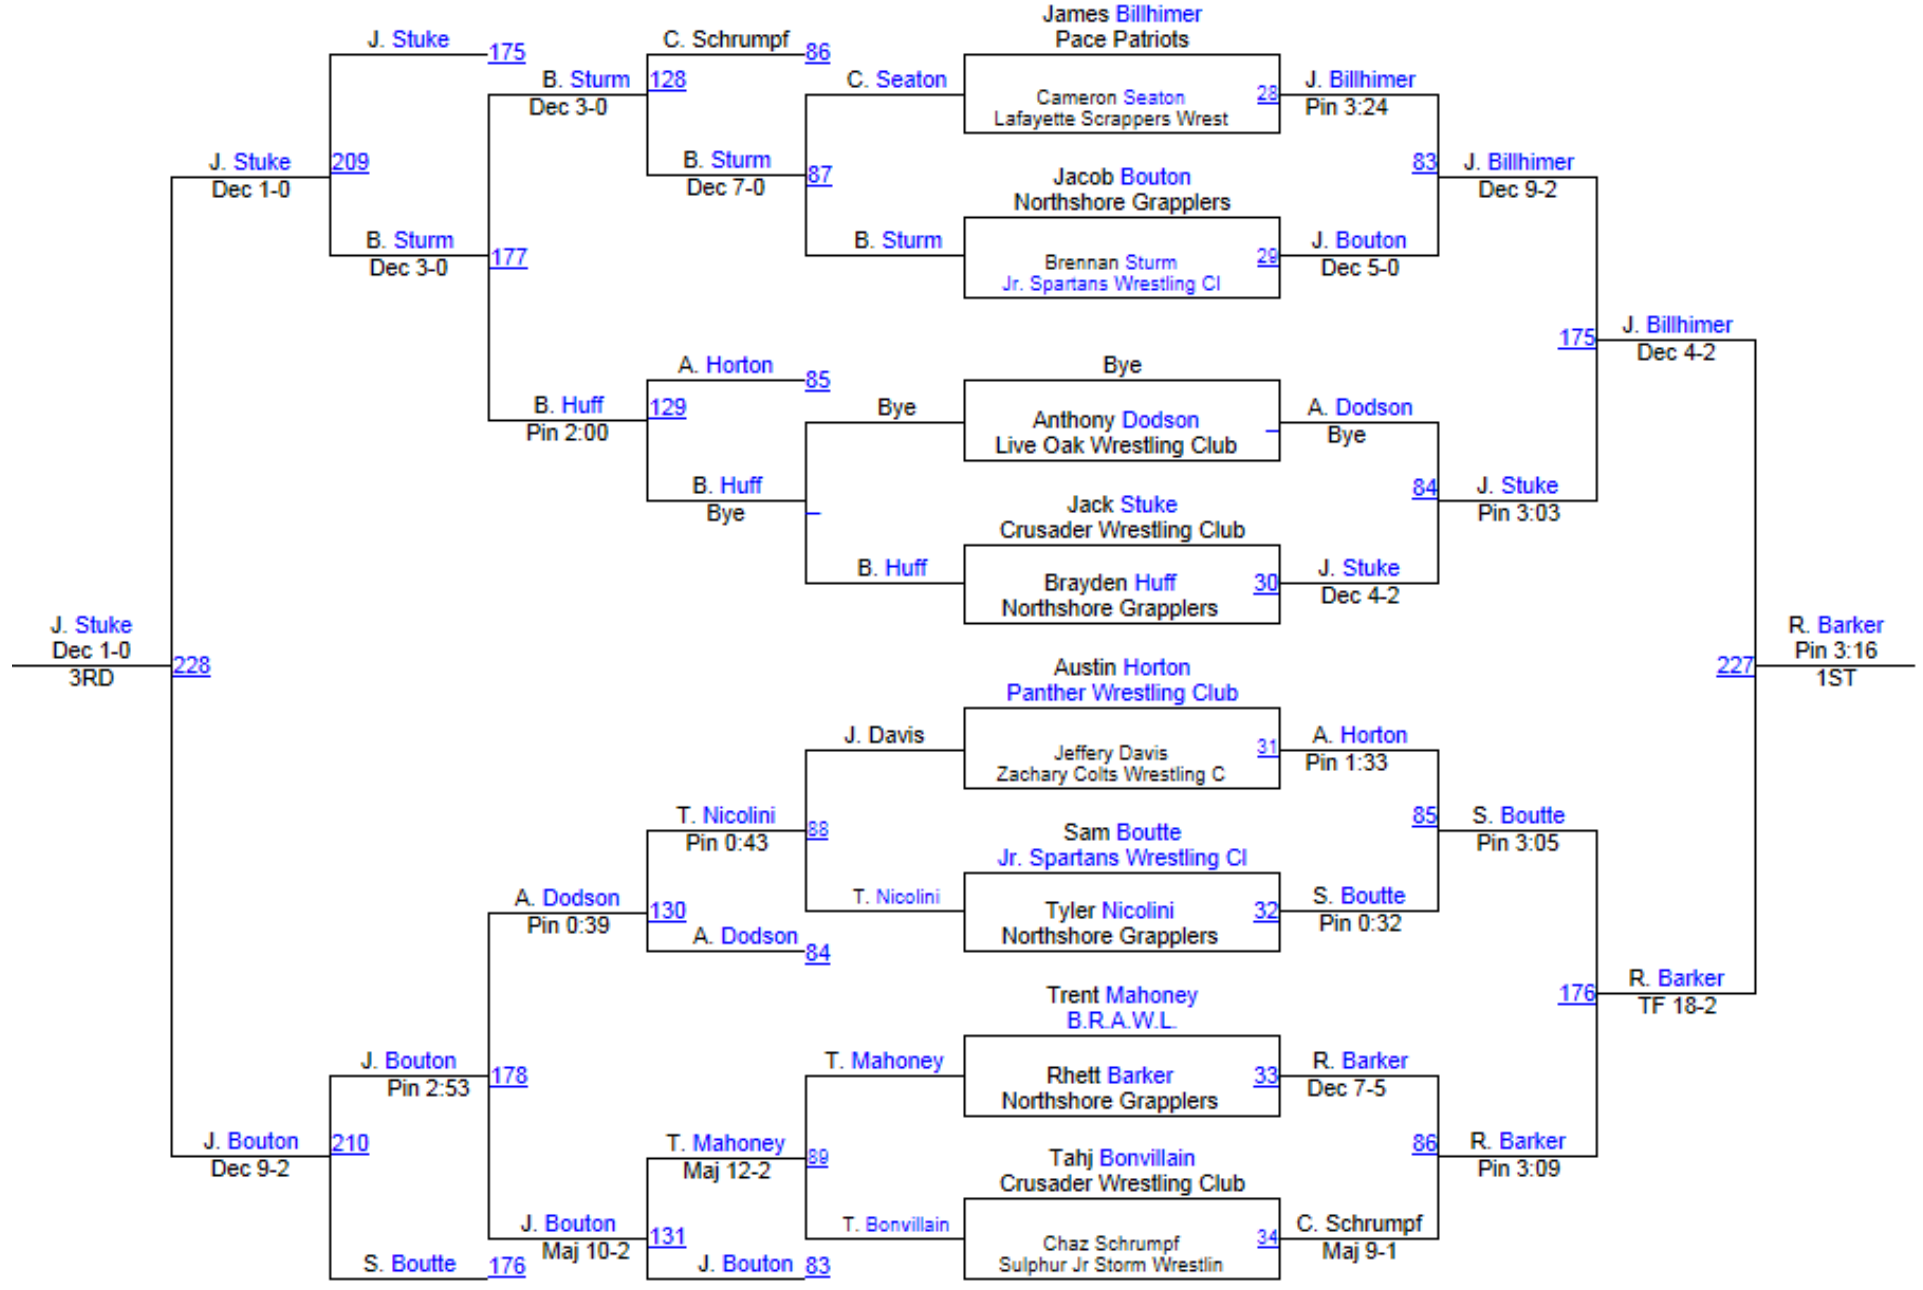 James Billhimer
Pace Patriots
J. Stuke
175
C. Schrumpf
86
B. Sturm
128
Dec 3-0
C. Seaton
Cameron Seaton
28
Lafayette Scrappers Wrest
J. Billhimer
Pin 3:24
J. Stuke
209
Dec 1-0
B. Sturm
87
Dec 7-0
Jacob Bouton
Northshore Grapplers
83
J. Billhimer
Dec 9-2
B. Sturm
177
Dec 3-0
B. Sturm
Brennan Sturm
29
Jr. Spartans Wrestling Cl
J. Bouton
Dec 5-0
175
J. Billhimer
Dec 4-2
A. Horton
85
Bye
B. Huff
129
Pin 2:00
Bye
Anthony Dodson
Live Oak Wrestling Club
A. Dodson
Bye
B. Huff
Bye
Jack Stuke
Crusader Wrestling Club
84
J. Stuke
Pin 3:03
B. Huff
Brayden Huff
30
Northshore Grapplers
J. Stuke
Dec 4-2
J. Stuke
Dec 1-0
228
3RD
Austin Horton
Panther Wrestling Club
R. Barker
Pin 3:16
227
1ST
J. Davis
Jeffery Davis
31
Zachary Colts Wrestling C
A. Horton
Pin 1:33
T. Nicolini
88
Pin 0:43
Sam Boutte
Jr. Spartans Wrestling Cl
85
S. Boutte
Pin 3:05
A. Dodson
130
Pin 0:39
A. Dodson
84
T. Nicolini
Tyler Nicolini
32
Northshore Grapplers
S. Boutte
Pin 0:32
Trent Mahoney
B.R.A.W.L.
176
R. Barker
TF 18-2
J. Bouton
178
Pin 2:53
T. Mahoney
Rhett Barker
33
Northshore Grapplers
R. Barker
Dec 7-5
J. Bouton
210
Dec 9-2
T. Mahoney
89
Maj 12-2
Tahj Bonvillain
Crusader Wrestling Club
86
R. Barker
Pin 3:09
J. Bouton
131
Maj 10-2
T. Bonvillain
Chaz Schrumpf
34
Sulphur Jr Storm Wrestlin
C. Schrumpf
Maj 9-1
S. Boutte
176
J. Bouton
83